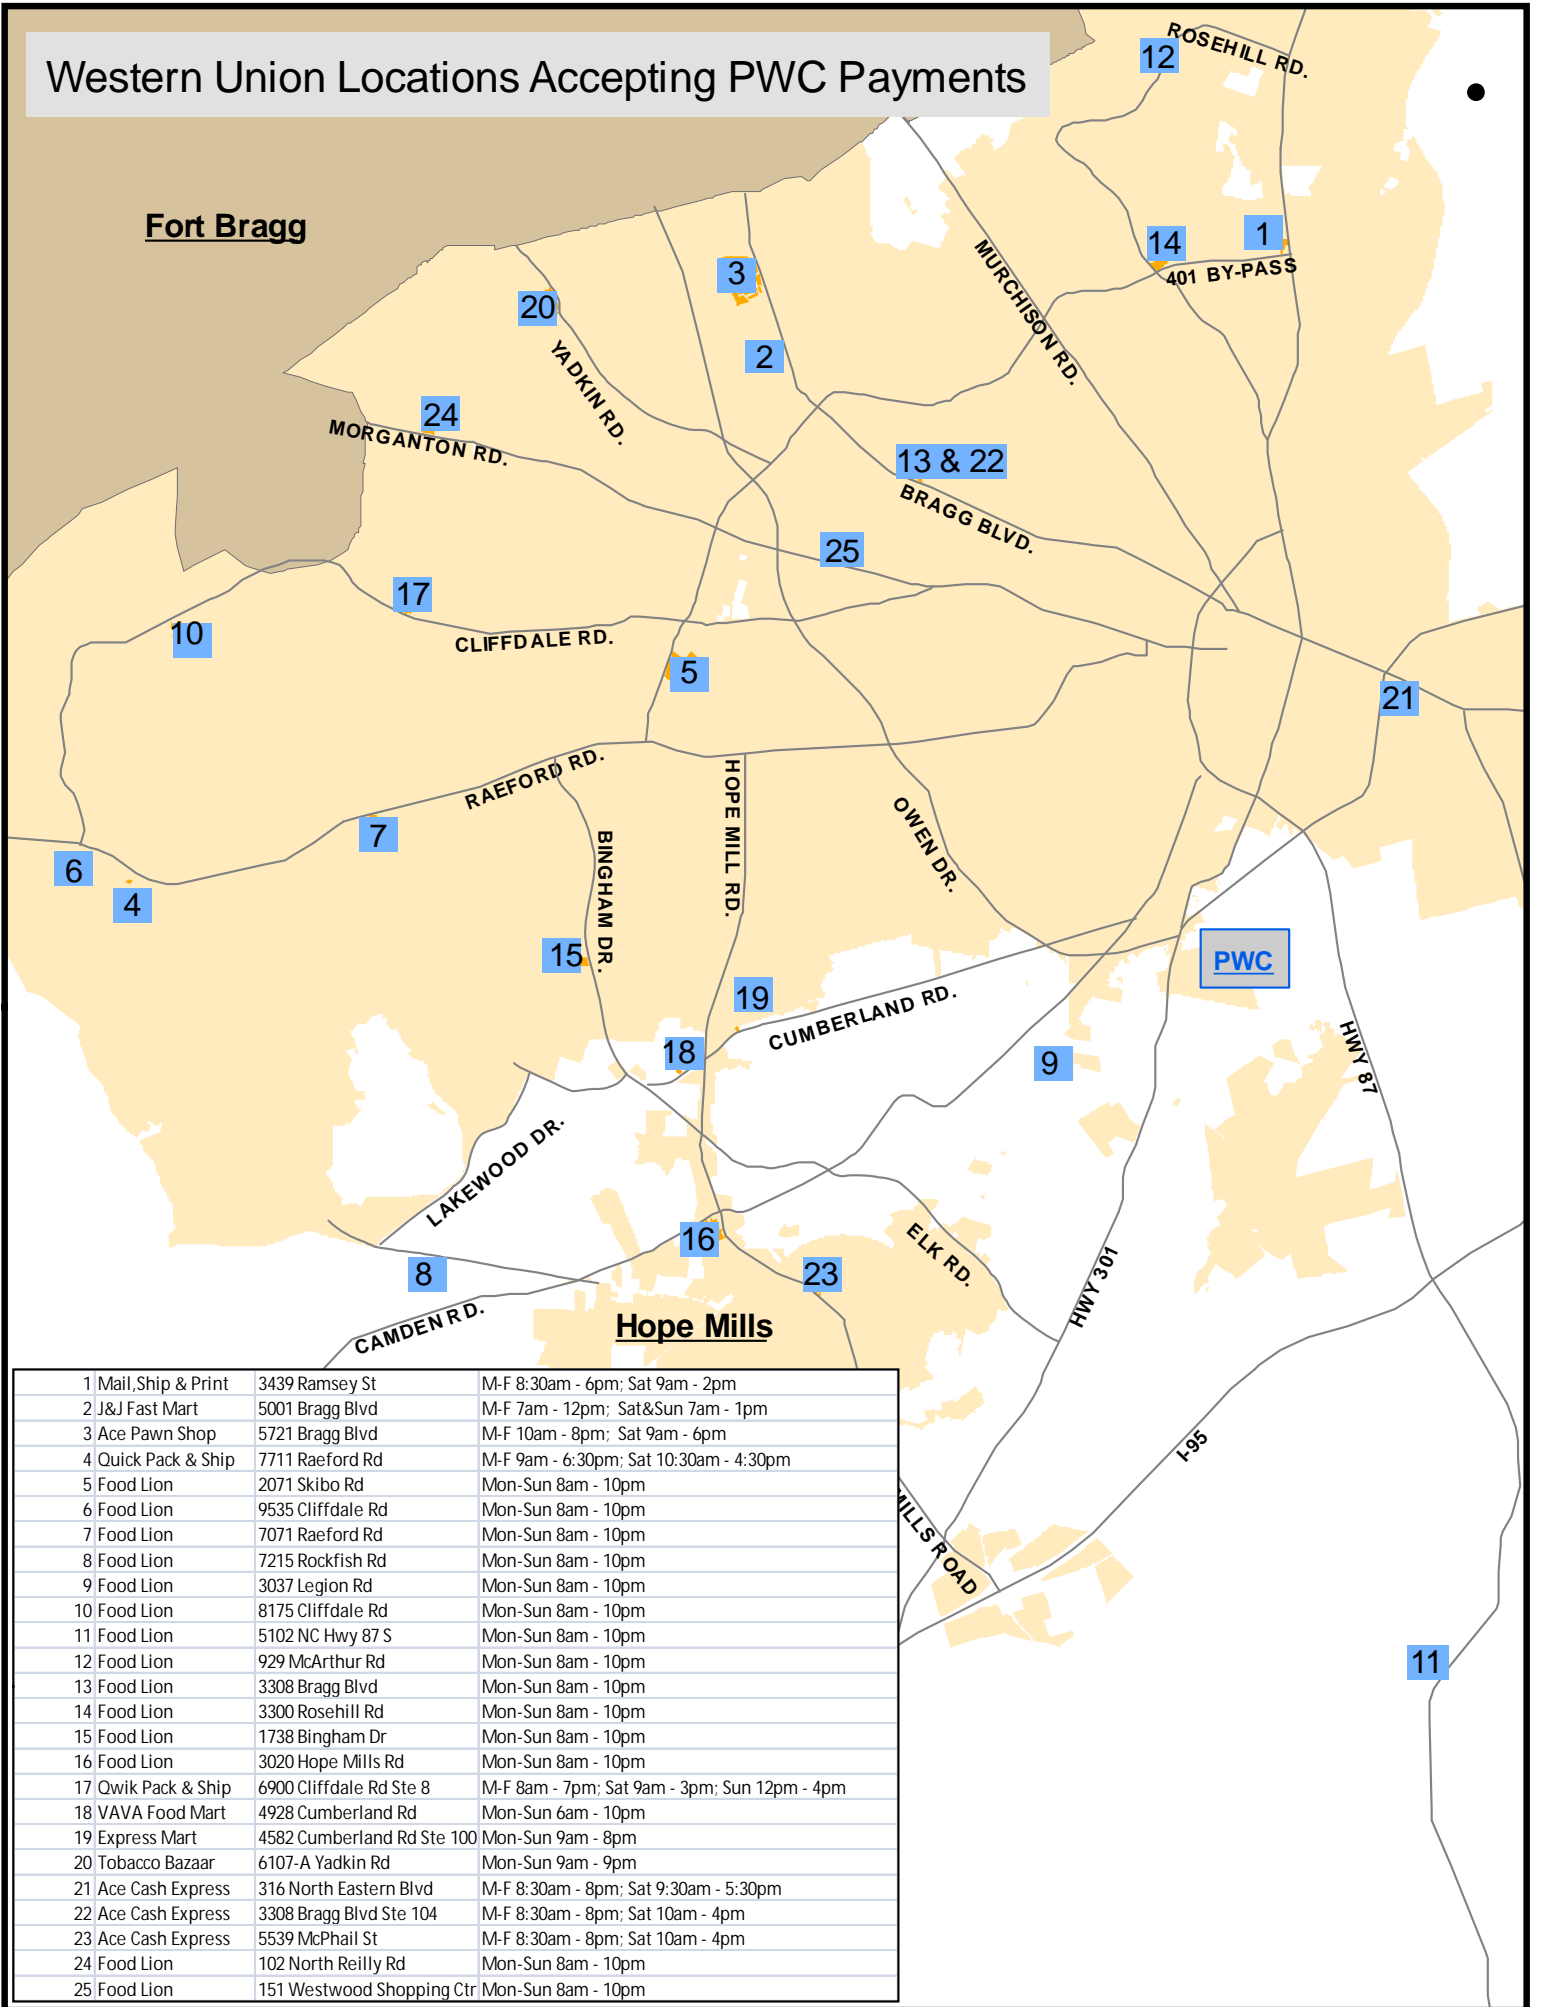 Western Union Locations Accepting PWC Payments
ROSEHILL RD.
12
Fort Bragg
1
14
401 BY-PASS
MURCHISON RD.
3
20
2
YADKIN RD.
24
MORGANTON RD.
13 & 22
BRAGG BLVD.
25
17
10
CLIFFDALE RD.
5
21
RAEFORD RD.
HOPE MILL RD.
OWEN DR.
7
BINGHAM DR.
6
4
15
PWC
19
CUMBERLAND RD.
18
9
HWY 87
LAKEWOOD DR.
16
ELK RD.
8
23
HWY 301
CAMDEN RD.
Hope Mills
I-95
MILLS ROAD
11
1 Mail,Ship & Print 3439 Ramsey St M-F 8:30am - 6pm; Sat 9am - 2pm
2 J&J Fast Mart 5001 Bragg Blvd M-F 7am - 12pm; Sat&Sun 7am - 1pm
3 Ace Pawn Shop 5721 Bragg Blvd M-F 10am - 8pm; Sat 9am - 6pm
4 Quick Pack & Ship 7711 Raeford Rd M-F 9am - 6:30pm; Sat 10:30am - 4:30pm
5 Food Lion 2071 Skibo Rd Mon-Sun 8am - 10pm
6 Food Lion 9535 Cliffdale Rd Mon-Sun 8am - 10pm
7 Food Lion 7071 Raeford Rd Mon-Sun 8am - 10pm
8 Food Lion 7215 Rockfish Rd Mon-Sun 8am - 10pm
9 Food Lion 3037 Legion Rd Mon-Sun 8am - 10pm
10 Food Lion 8175 Cliffdale Rd Mon-Sun 8am - 10pm
11 Food Lion 5102 NC Hwy 87 S Mon-Sun 8am - 10pm
12 Food Lion 929 McArthur Rd Mon-Sun 8am - 10pm
13 Food Lion 3308 Bragg Blvd Mon-Sun 8am - 10pm
14 Food Lion 3300 Rosehill Rd Mon-Sun 8am - 10pm
15 Food Lion 1738 Bingham Dr Mon-Sun 8am - 10pm
16 Food Lion 3020 Hope Mills Rd Mon-Sun 8am - 10pm
17 Qwik Pack & Ship 6900 Cliffdale Rd Ste 8 M-F 8am - 7pm; Sat 9am - 3pm; Sun 12pm - 4pm
18 VAVA Food Mart 4928 Cumberland Rd Mon-Sun 6am - 10pm
19 Express Mart 4582 Cumberland Rd Ste 100 Mon-Sun 9am - 8pm
20 Tobacco Bazaar 6107-A Yadkin Rd Mon-Sun 9am - 9pm
21 Ace Cash Express 316 North Eastern Blvd M-F 8:30am - 8pm; Sat 9:30am - 5:30pm
22 Ace Cash Express 3308 Bragg Blvd Ste 104 M-F 8:30am - 8pm; Sat 10am - 4pm
23 Ace Cash Express 5539 McPhail St M-F 8:30am - 8pm; Sat 10am - 4pm
24 Food Lion 102 North Reilly Rd Mon-Sun 8am - 10pm
25 Food Lion 151 Westwood Shopping Ctr Mon-Sun 8am - 10pm